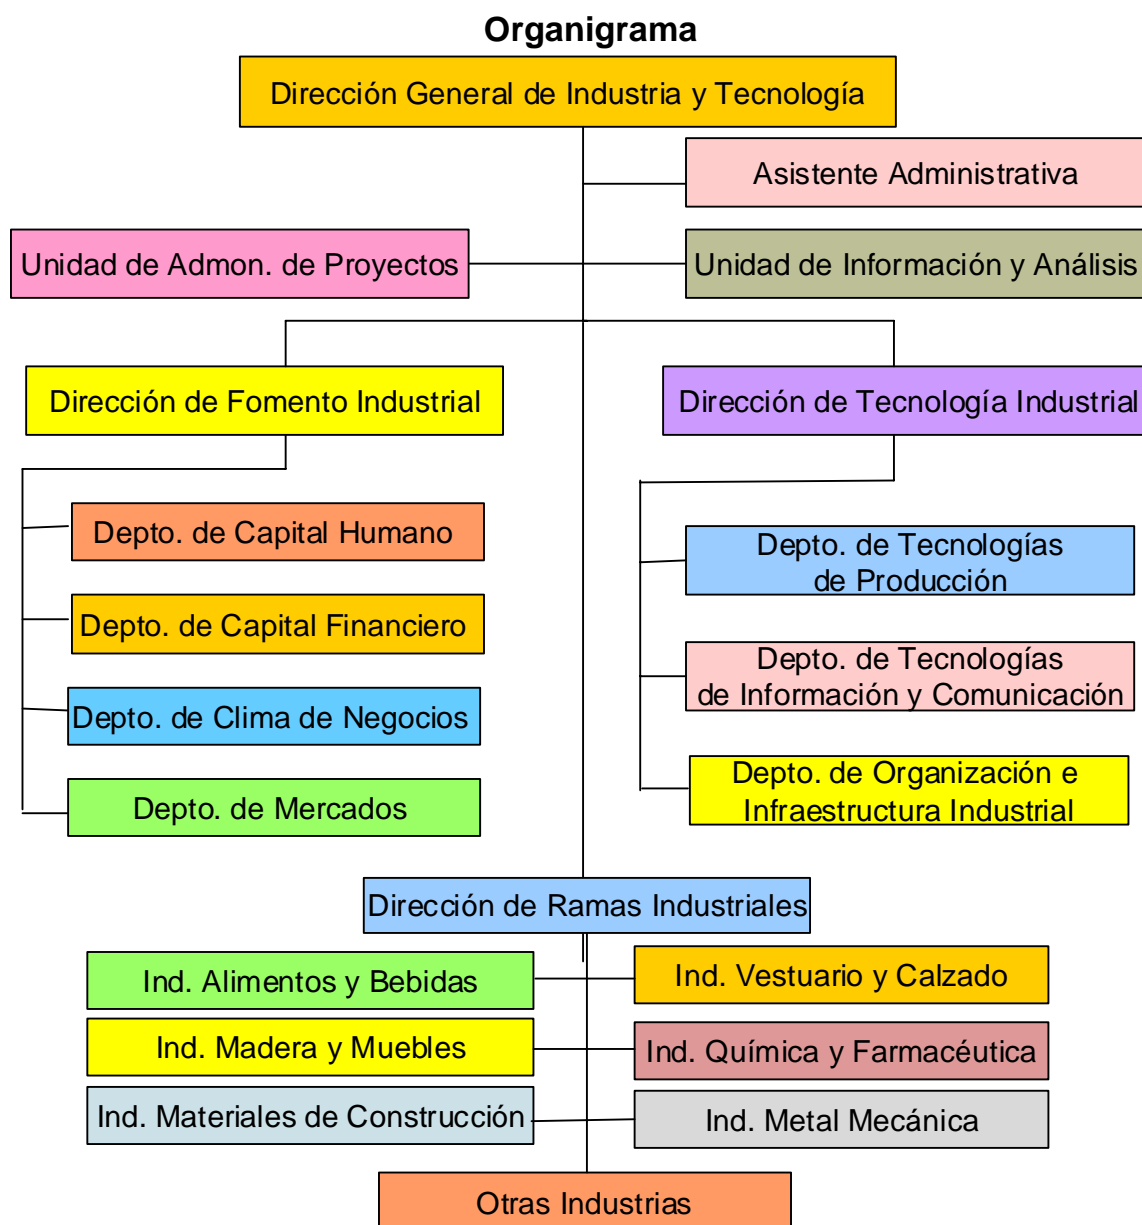 Organigrama
Dirección General de Industria y Tecnología
Asistente Administrativa
Unidad de Admon. de Proyectos
Unidad de Información y Análisis
Dirección de Fomento Industrial
Dirección de Tecnología Industrial
Depto. de Capital Humano
Depto. de Capital Financiero
Depto. de Clima de Negocios
Depto. de Mercados
Depto. de Tecnologías
de Producción
Depto. de Tecnologías
de Información y Comunicación
Depto. de Organización e
Infraestructura Industrial
Dirección de Ramas Industriales
Ind. Alimentos y Bebidas
Ind. Vestuario y Calzado
Ind. Madera y Muebles
Ind. Química y Farmacéutica
Ind. Materiales de Construcción
Ind. Metal Mecánica
Otras Industrias